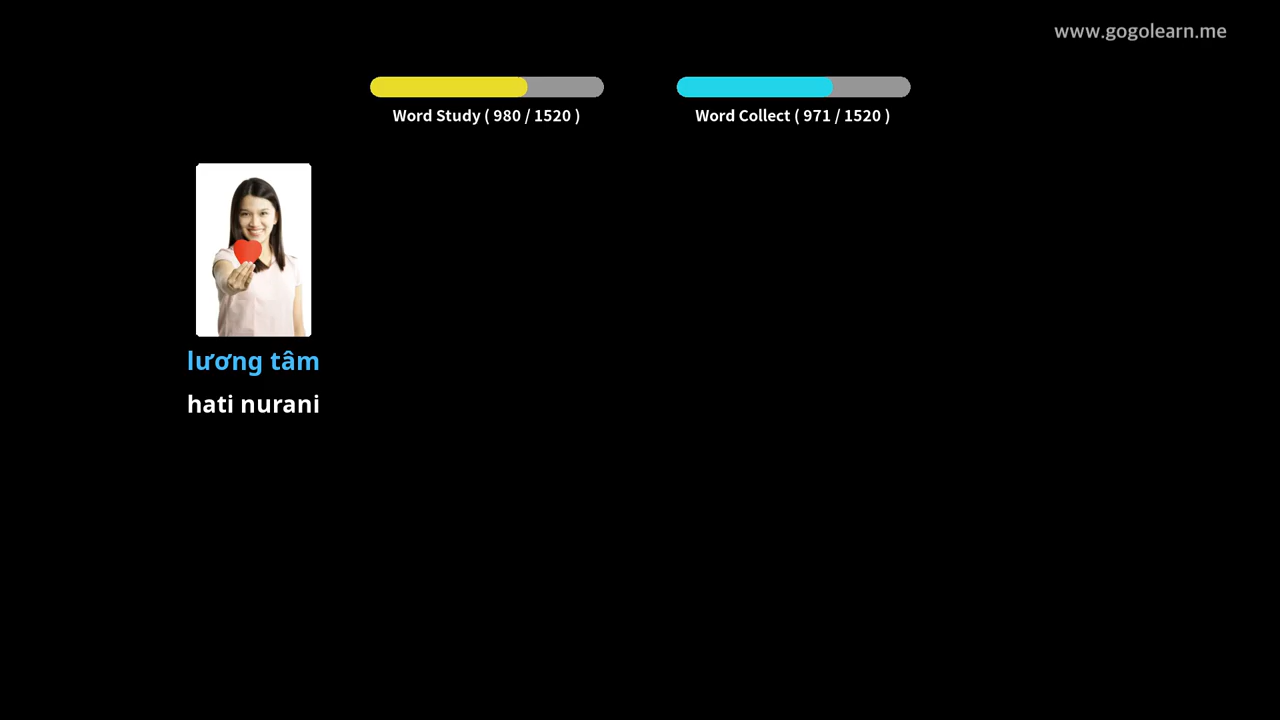 www.gogolearn.me
Word Study ( 980 / 1520 )
Word Collect ( 971 / 1520 )
lương tâm
hati nurani